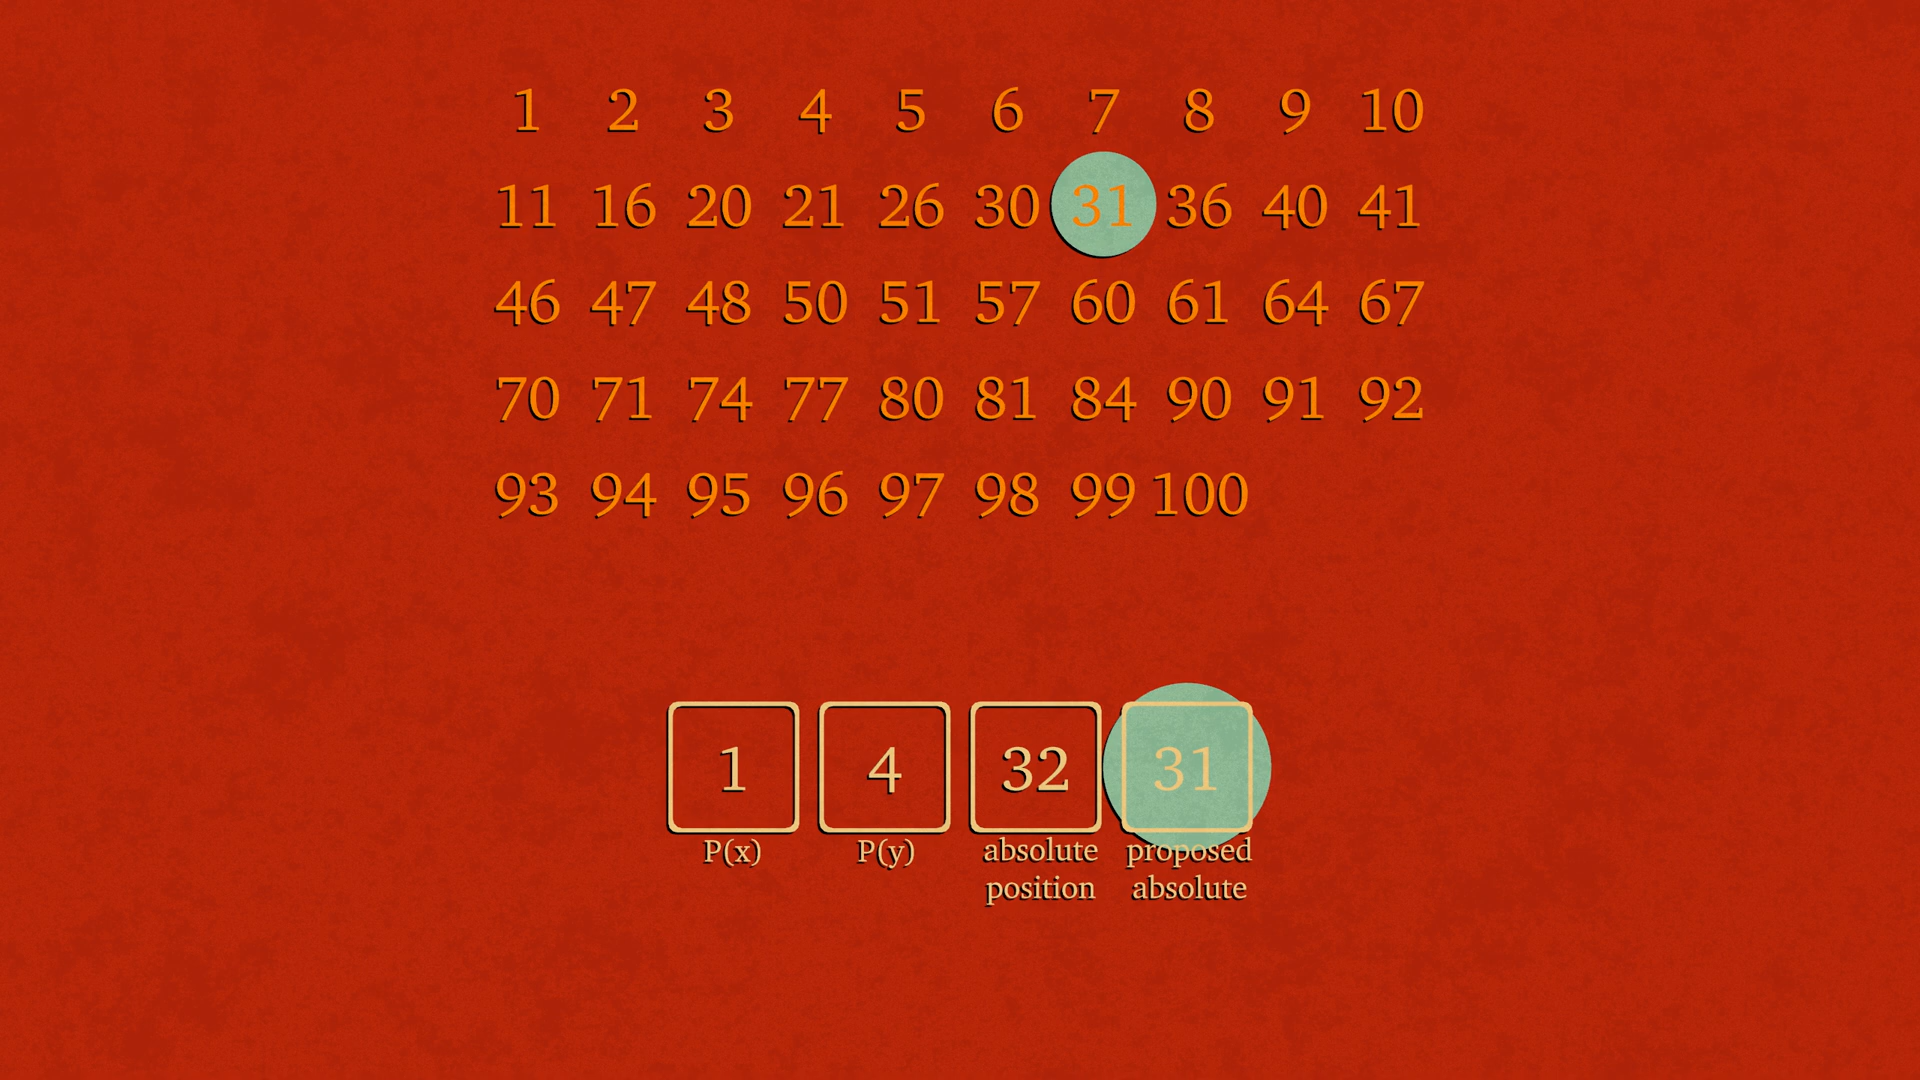 1 2 3 4 5 6 7 8 9 10
11 16 20 21 26 30 31 36 40 41
46 47 48 50 51 57 60 61 64 67
70 71 74 77 80 81 84 90 91 92
93 94 95 96 97 98 99 100
1 4 32 31
P(x) P(y) absolute proposed
position absolute